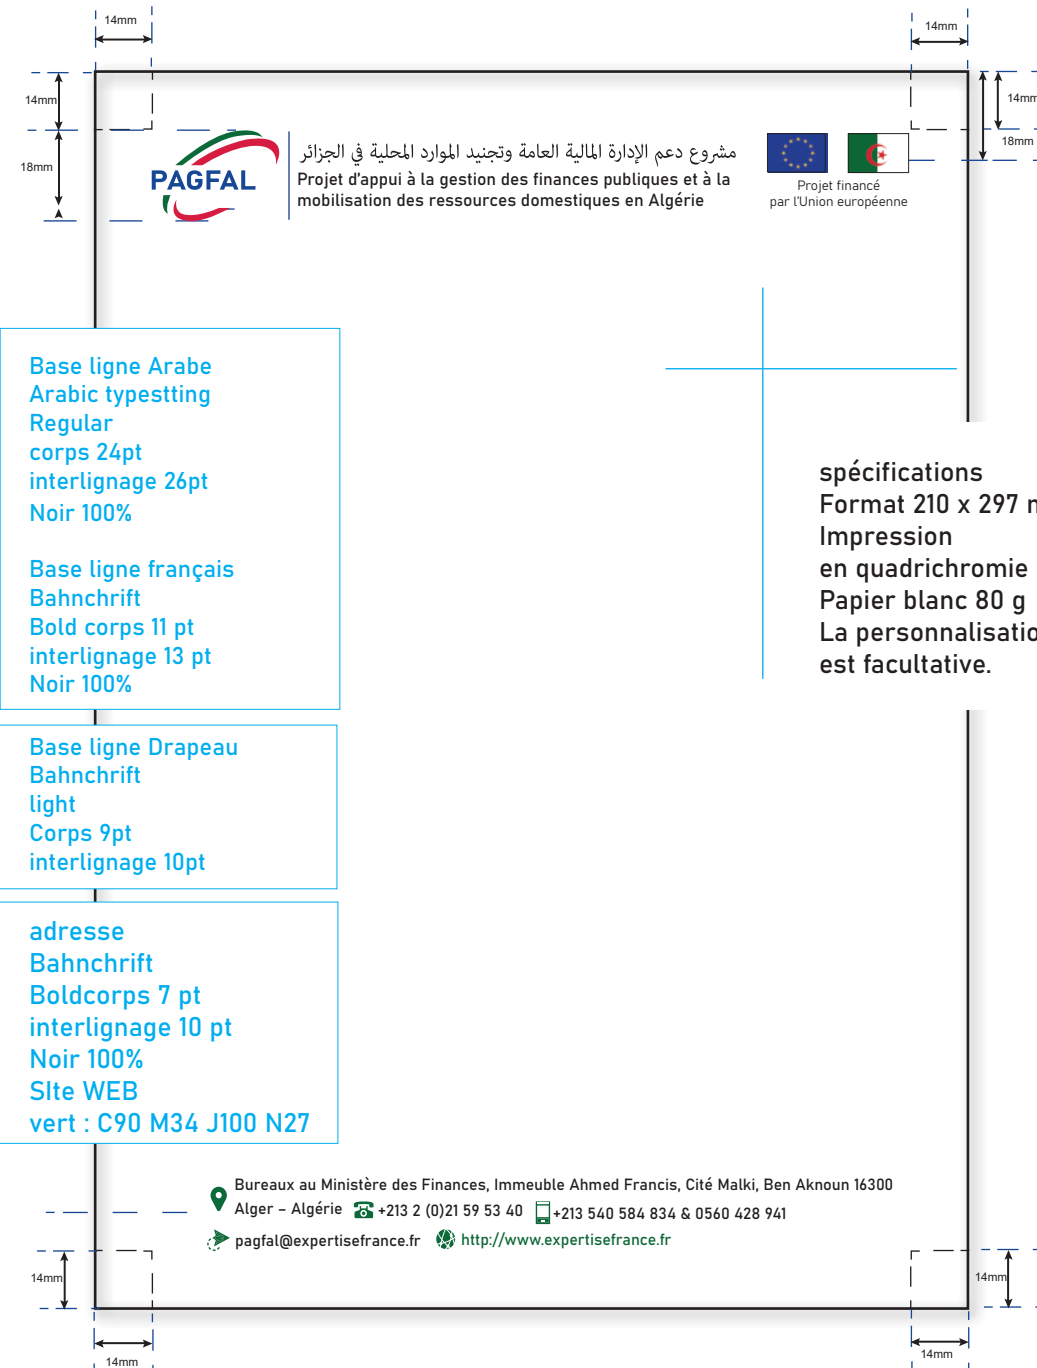 14mm
14mm
14mm
14mm
18mm
18mm
PAGFAL
مشروع دعم الإدارة المالية العامة وتجنيد الموارد المحلية في الجزائر
Projet d'appui à la gestion des finances publiques et à la
mobilisation des ressources domestiques en Algérie
Projet financé
par l'Union européenne
Base ligne Arabe
Arabic typestting
Regular
corps 24pt
interlignage 26pt
Noir 100%
Base ligne français
Bahnchrift
Bold corps 11 pt
interlignage 13 pt
Noir 100%
Base ligne Drapeau
Bahnchrift
light
Corps 9pt
interlignage 10pt
adresse
Bahnchrift
Boldcorps 7 pt
interlignage 10 pt
Noir 100%
SIte WEB
vert : C90 M34 J100 N27
spécifications
Format 210 x 297
Impression
en quadrichromie
Papier blanc 80 g
La personnalisatio
est facultative.
Bureaux au Ministère des Finances, Immeuble Ahmed Francis, Cité Malki, Ben Aknoun 16300
Alger – Algérie +213 2 (0)21 59 53 40 +213 540 584 834 & 0560 428 941
pagfal@expertisefrance.fr http://www.expertisefrance.fr
14mm
14mm
14mm
14mm